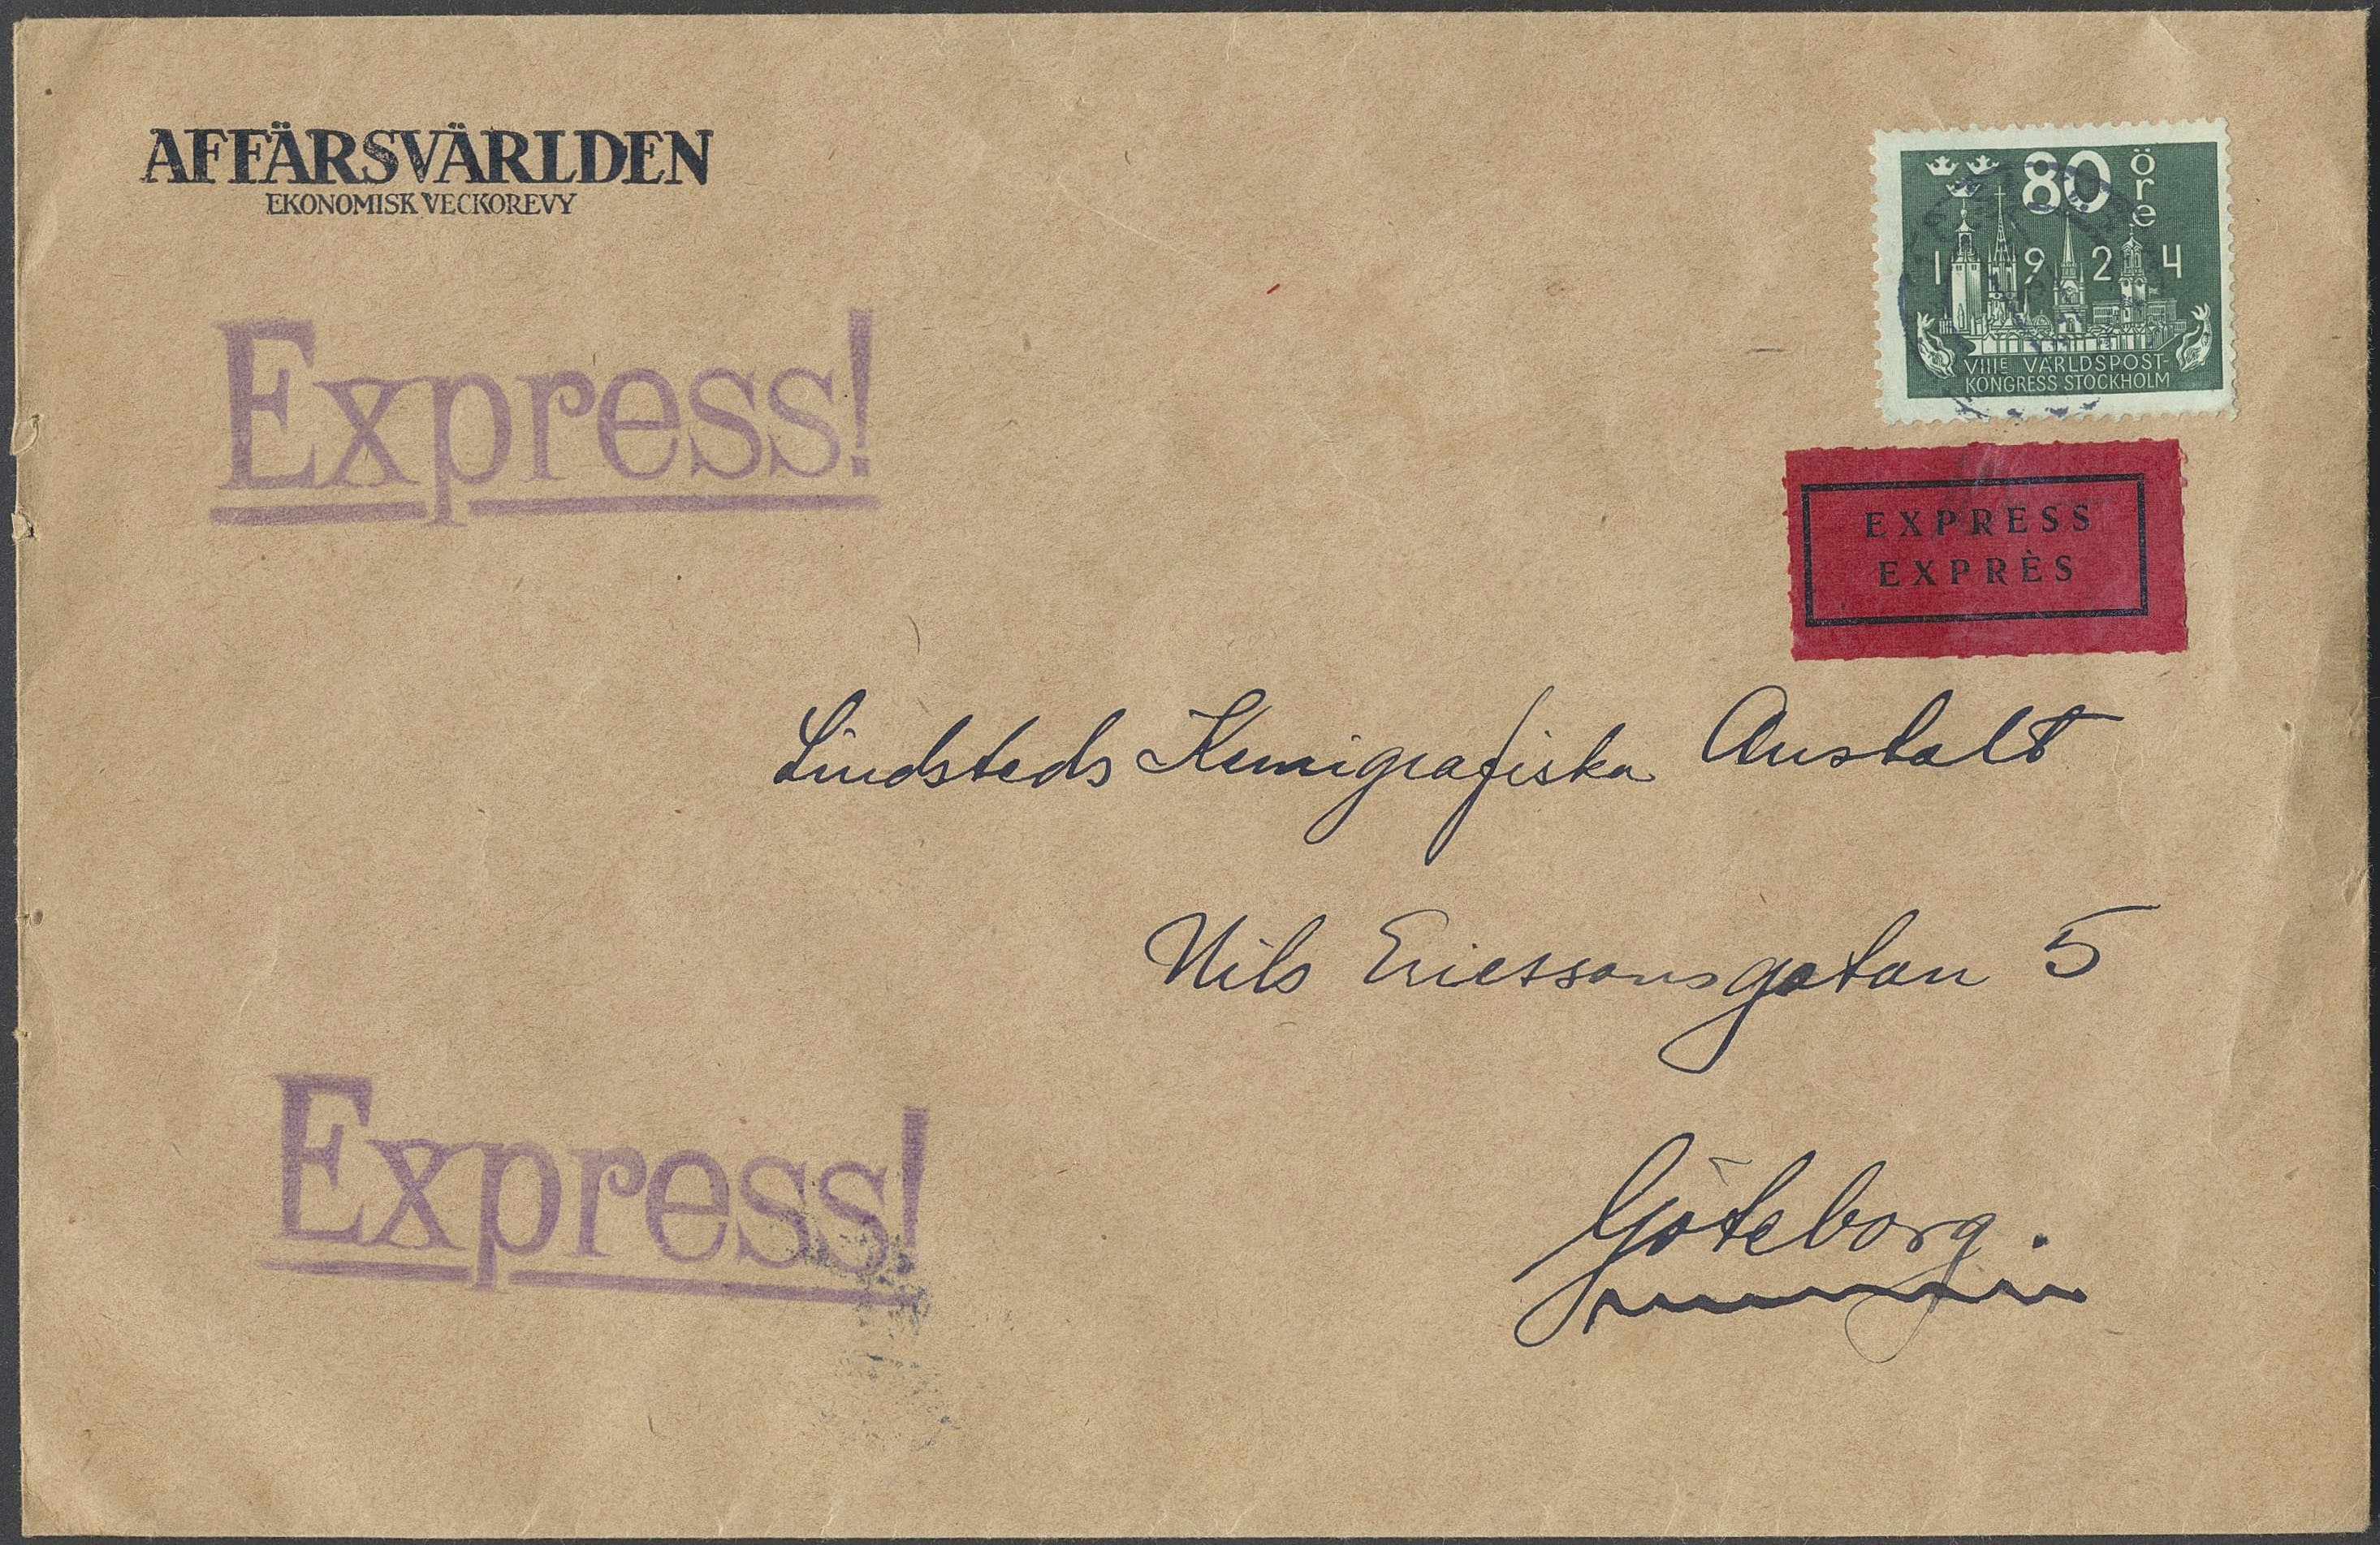 AFFÄRSVÄRLDEN
EKONOMISK VECKOREVY
80 öre
1924
VIIIE VÄRLDSPOST-
KONGRESS STOCKHOLM
Express!
EXPRESS
EXPRÈS
Lindsteds Kemigrafiska Anstalt
Nils Ericssonsgatan 5
Göteborg.
Express!